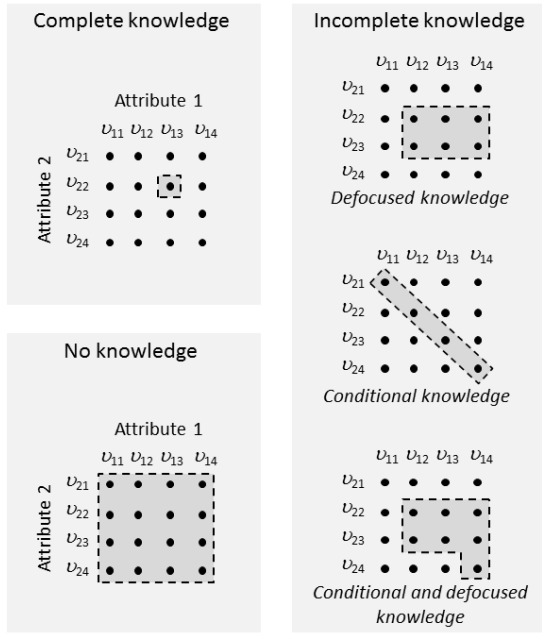 Complete knowledge
Attribute 1
υ11 υ12 υ13 υ14
Attribute 2
υ21
υ22
υ23
υ24
No knowledge
Attribute 1
υ11 υ12 υ13 υ14
Attribute 2
υ21
υ22
υ23
υ24
Incomplete knowledge
υ11 υ12 υ13 υ14
υ21
υ22
υ23
υ24
Defocused knowledge
υ11 υ12 υ13 υ14
υ21
υ22
υ23
υ24
Conditional knowledge
υ11 υ12 υ13 υ14
υ21
υ22
υ23
υ24
Conditional and defocused
knowledge